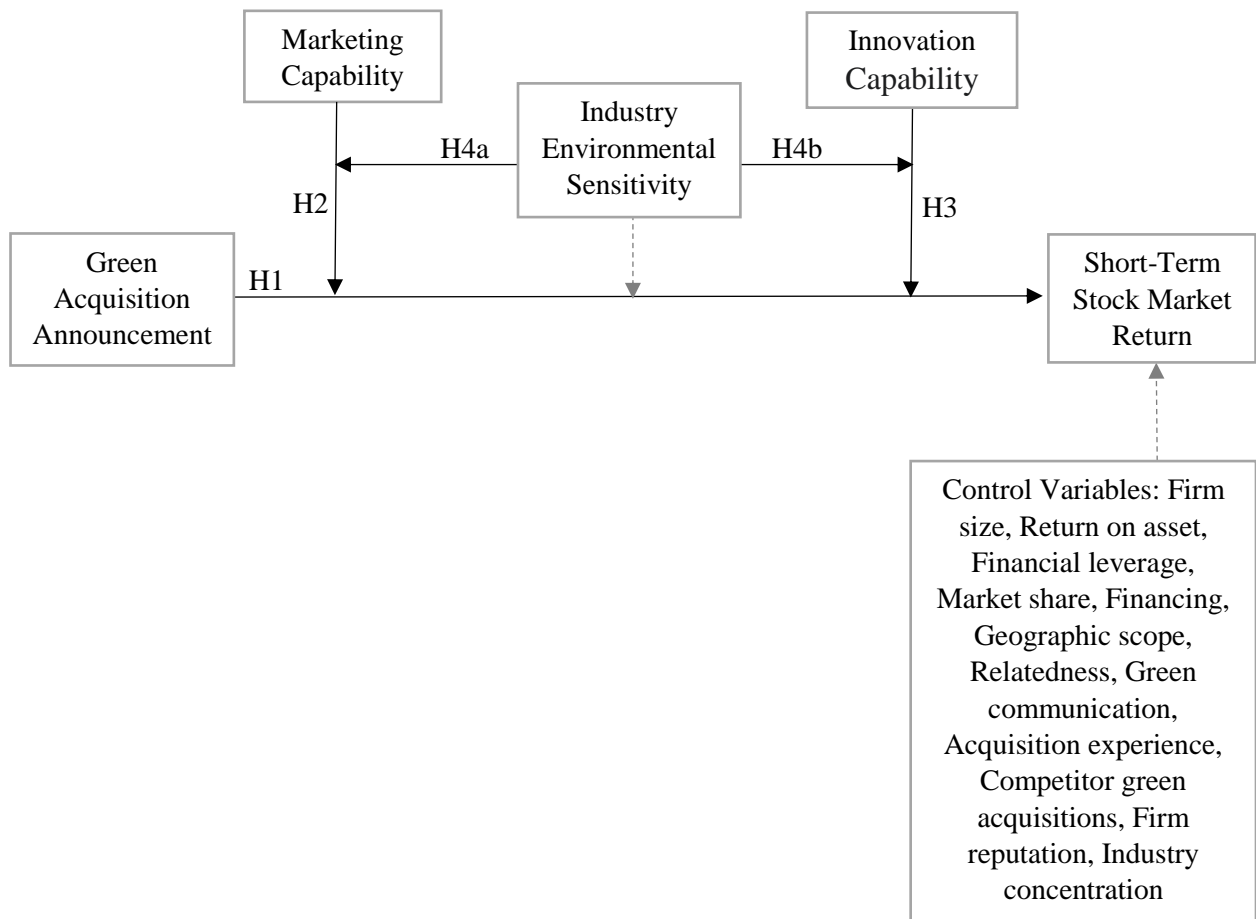 Marketing
Capability
Innovation
Capability
Industry
Environmental
Sensitivity
H4a
H4b
H2
H3
Green
Acquisition
Announcement
H1
Short-Term
Stock Market
Return
Control Variables: Firm
size, Return on asset,
Financial leverage,
Market share, Financing,
Geographic scope,
Relatedness, Green
communication,
Acquisition experience,
Competitor green
acquisitions, Firm
reputation, Industry
concentration